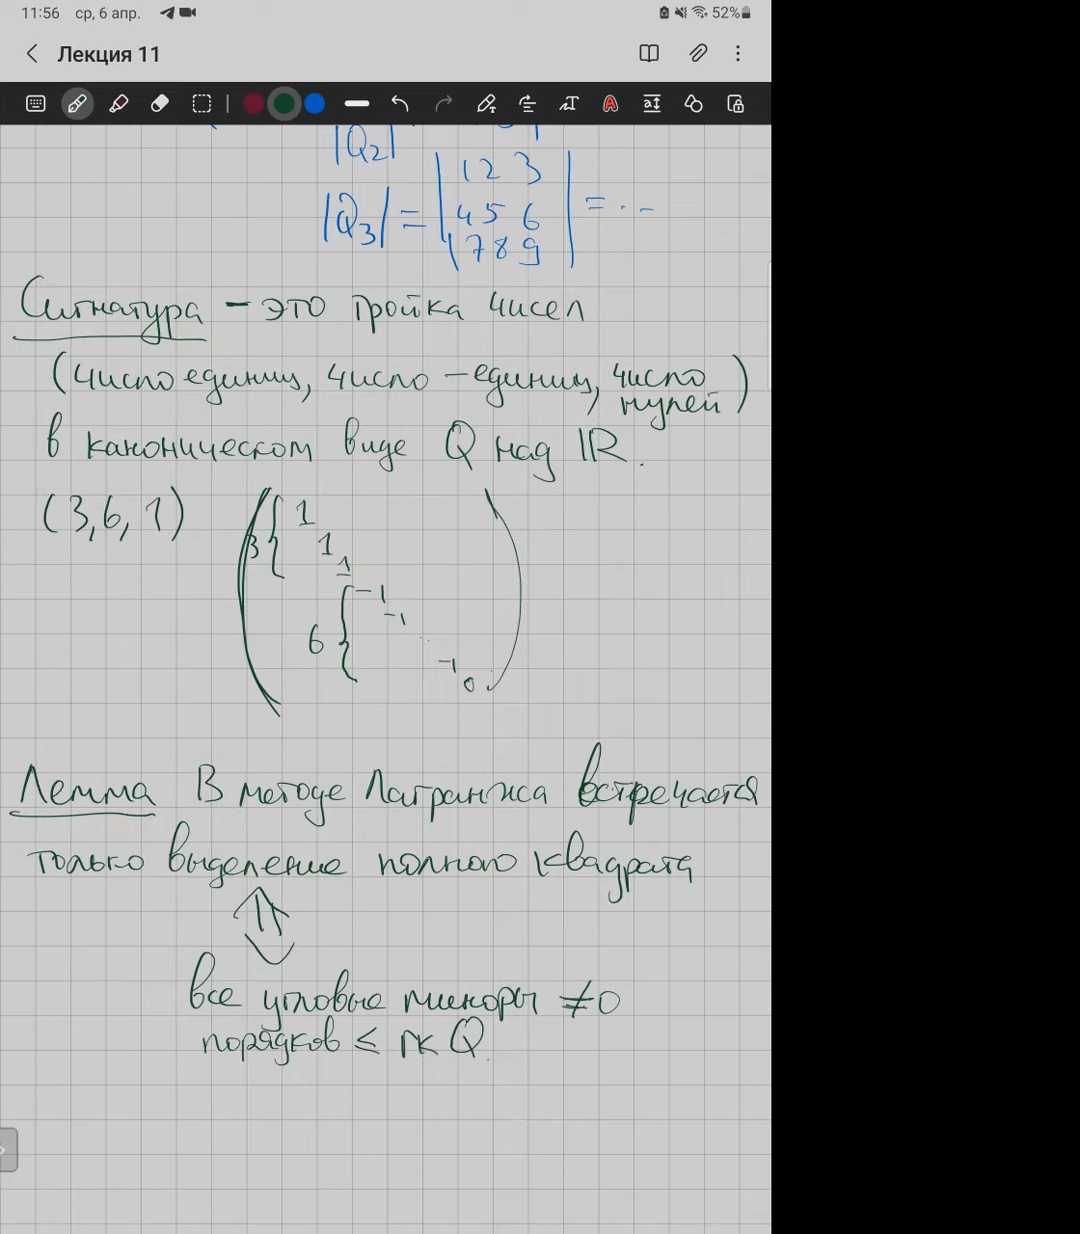 11:56 ср, 6 апр. 52%
Лекция 11
|Q₂|
|Q₃| = | 1 2 3 | = ...
4 5 6
7 8 9
Сигнатура – это тройка чисел
(число единиц, число –единиц, число нулей)
в каноническом виде Q над ℝ.
(3, 6, 1)
3 { 1
1
1
6 { -1
-1
-1
0
Лемма В методе Лагранжа встречается
только выделение полного квадрата
⇕
все угловые миноры ≠ 0
порядков ≤ rk Q.